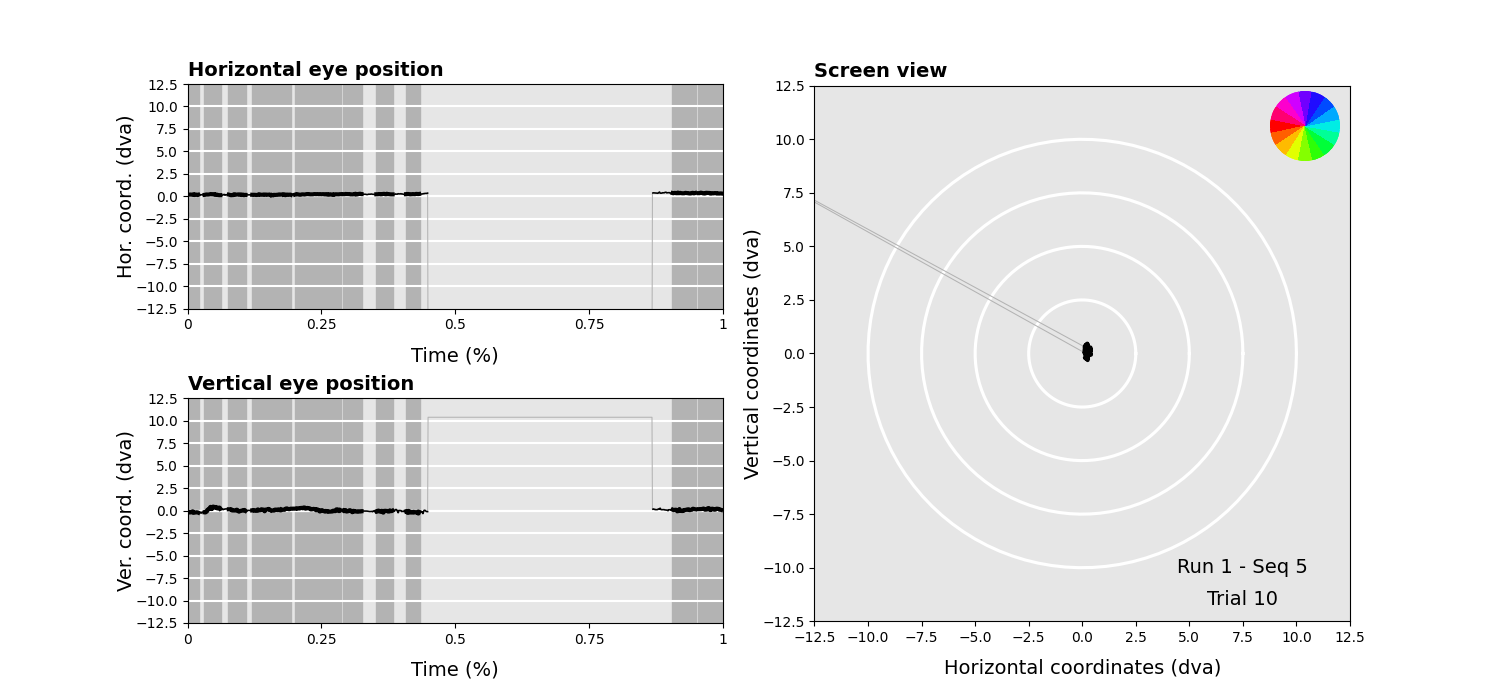 Horizontal eye position
12.5
10.0
7.5
5.0
2.5
0.0
−2.5
−5.0
−7.5
−10.0
−12.5
Hor. coord. (dva)
0 0.25 0.5 0.75 1
Time (%)
Vertical eye position
12.5
10.0
7.5
5.0
2.5
0.0
−2.5
−5.0
−7.5
−10.0
−12.5
Ver. coord. (dva)
0 0.25 0.5 0.75 1
Time (%)
Screen view
12.5
10.0
7.5
5.0
2.5
0.0
−2.5
−5.0
−7.5
−10.0
−12.5
Vertical coordinates (dva)
Run 1 - Seq 5
Trial 10
−12.5 −10.0 −7.5 −5.0 −2.5 0.0 2.5 5.0 7.5 10.0 12.5
Horizontal coordinates (dva)